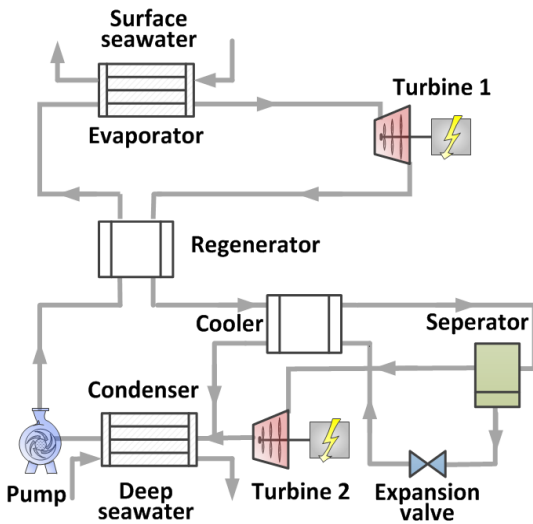 Surface
seawater
Turbine 1
Evaporator
Regenerator
Cooler
Seperator
Condenser
Pump
Deep
seawater
Turbine 2
Expansion
valve